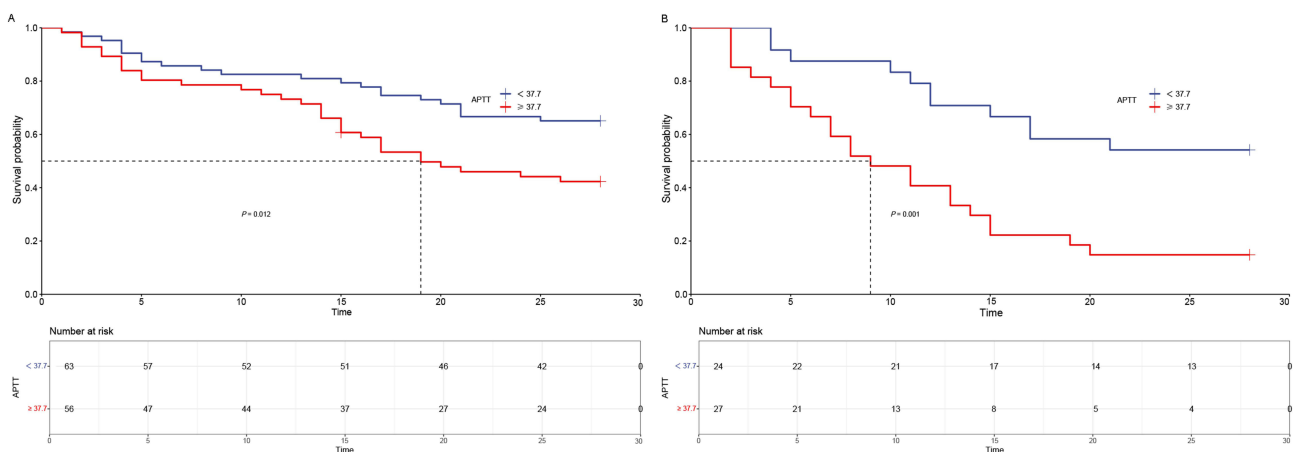 A
1.0
0.8
0.6
0.4
0.2
0.0
Survival probability
APTT
< 37.7
≥ 37.7
P = 0.012
0 5 10 15 20 25 30
Time
Number at risk
APTT
< 37.7 63 57 52 51 46 42 0
≥ 37.7 56 47 44 37 27 24 0
0 5 10 15 20 25 30
Time
B
1.0
0.8
0.6
0.4
0.2
0.0
Survival probability
APTT
< 37.7
≥ 37.7
P = 0.001
0 5 10 15 20 25 30
Time
Number at risk
APTT
< 37.7 24 22 21 17 14 13 0
≥ 37.7 27 21 13 8 5 4 0
0 5 10 15 20 25 30
Time